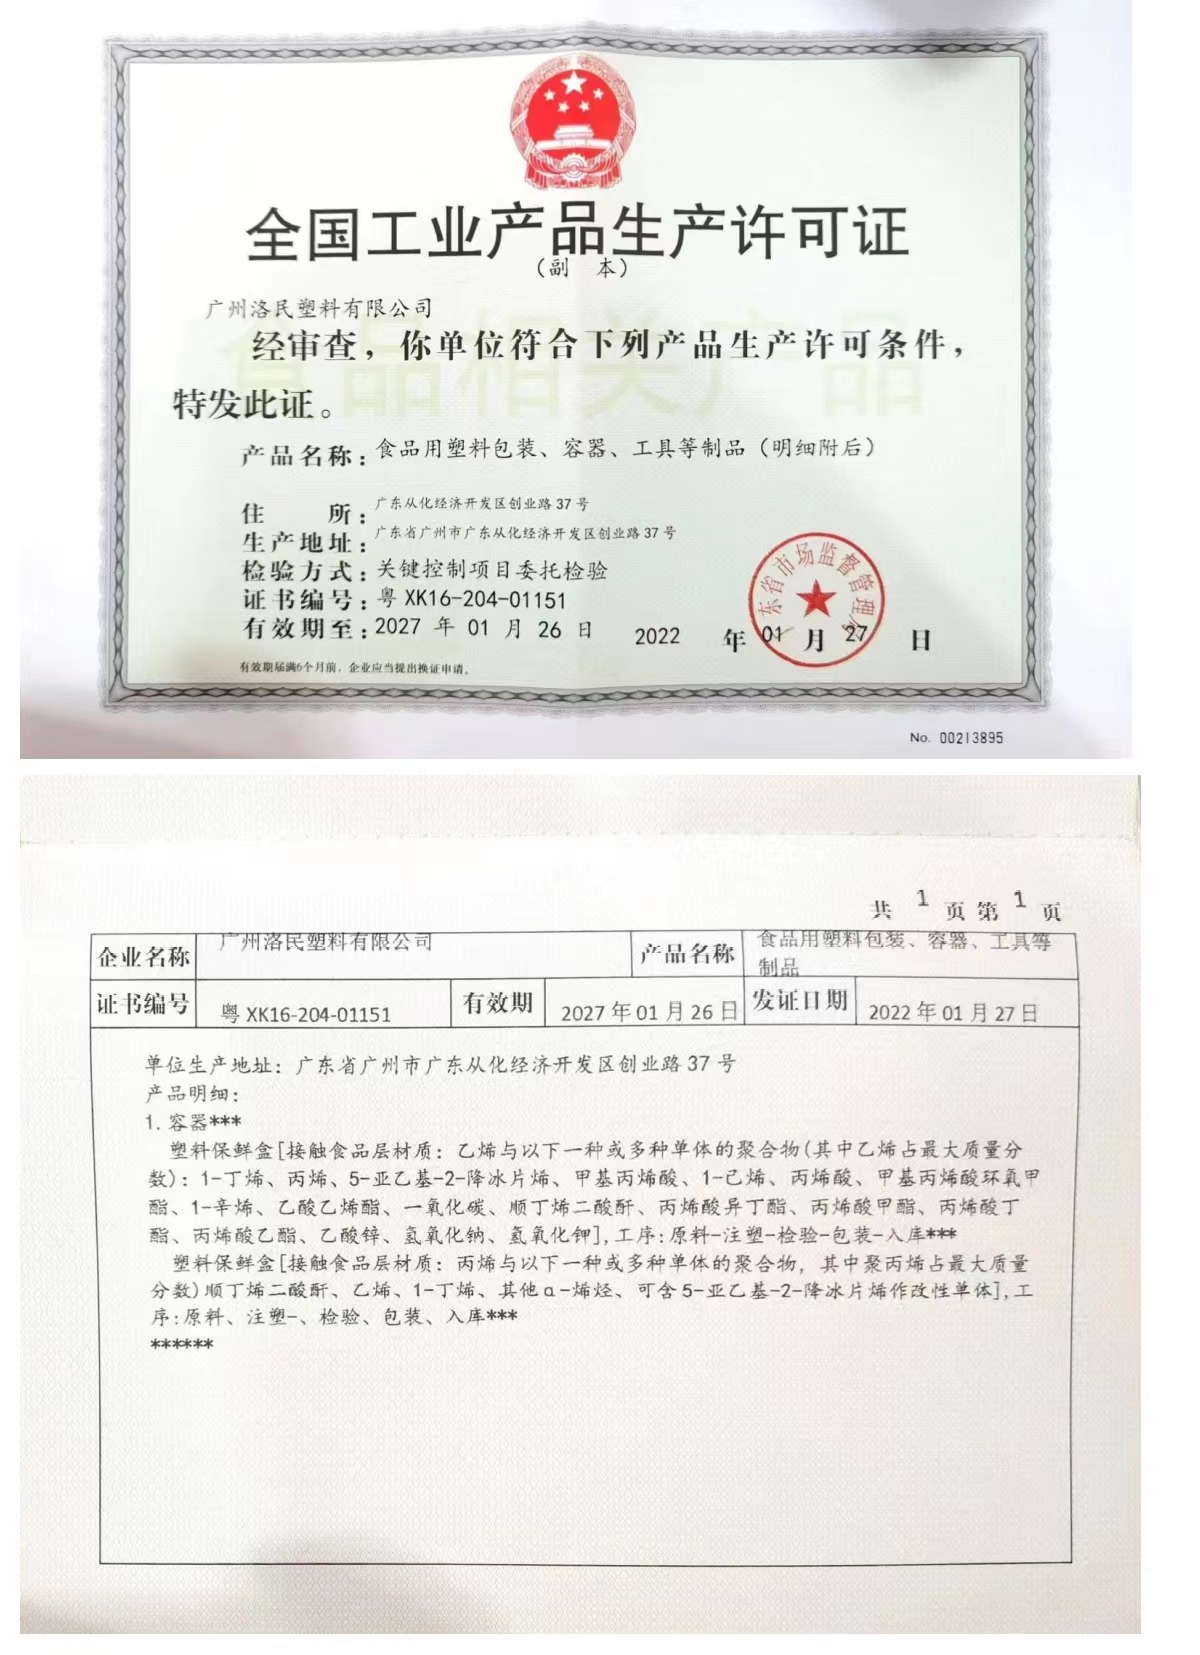 全国工业产品生产许可证
（副 本）
广州洛民塑料有限公司
食品相关产品
经审查，你单位符合下列产品生产许可条件，
特发此证。
产品名称：食品用塑料包装、容器、工具等制品（明细附后）
住 所：广东从化经济开发区创业路37号
生产地址：广东省广州市广东从化经济开发区创业路37号
检验方式：关键控制项目委托检验
证书编号：粤 XK16-204-01151
有效期至：2027 年 01 月 26 日
2022 年 01 月 27 日
广东省市场监督管理局
有效期届满6个月前，企业应当提出换证申请。
No. 00213895
共 1 页 第 1 页
企业名称 广州洛民塑料有限公司 产品名称 食品用塑料包装、容器、工具等
制品
证书编号 粤 XK16-204-01151 有效期 2027 年 01 月 26 日 发证日期 2022 年 01 月 27 日
单位生产地址：广东省广州市广东从化经济开发区创业路37号
产品明细：
1.容器***
塑料保鲜盒[接触食品层材质：乙烯与以下一种或多种单体的聚合物(其中乙烯占最大质量分
数)：1-丁烯、丙烯、5-亚乙基-2-降冰片烯、甲基丙烯酸、1-已烯、丙烯酸、甲基丙烯酸环氧甲
酯、1-辛烯、乙酸乙烯酯、一氧化碳、顺丁烯二酸酐、丙烯酸异丁酯、丙烯酸甲酯、丙烯酸丁
酯、丙烯酸乙酯、乙酸锌、氢氧化钠、氢氧化钾],工序:原料-注塑-检验-包装-入库***
塑料保鲜盒[接触食品层材质：丙烯与以下一种或多种单体的聚合物，其中聚丙烯占最大质量
分数)顺丁烯二酸酐、乙烯、1-丁烯、其他α-烯烃、可含5-亚乙基-2-降冰片烯作改性单体],工
序:原料、注塑-、检验、包装、入库***
******